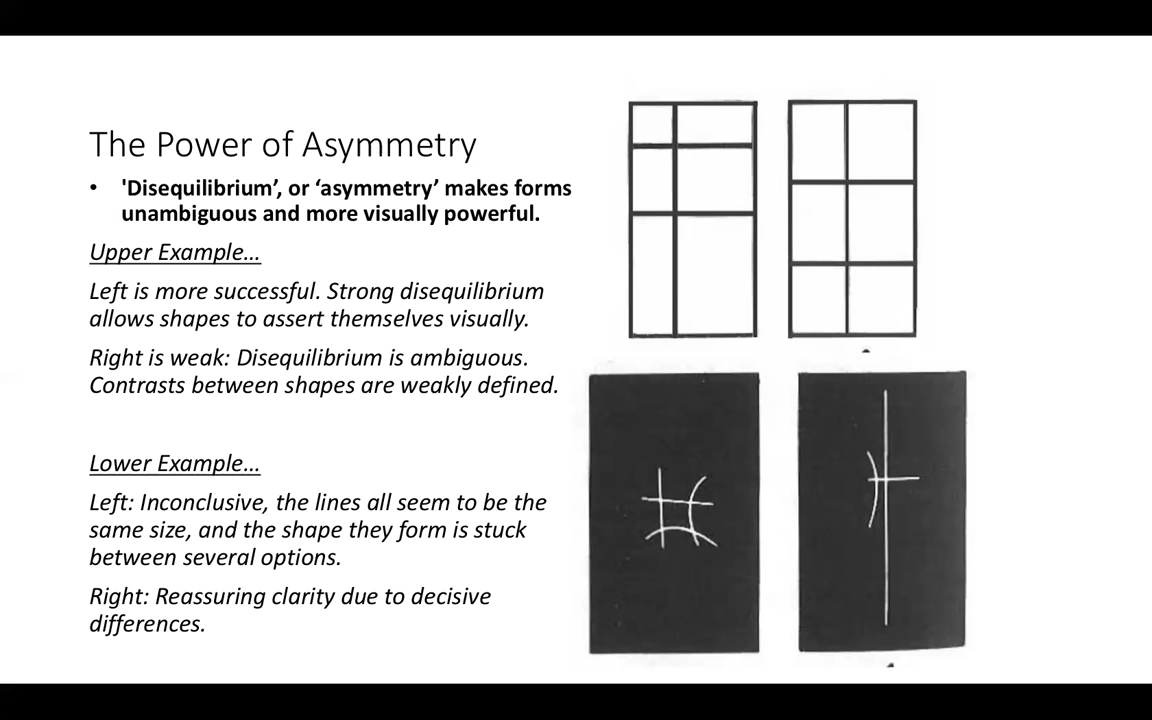 The Power of Asymmetry
• 'Disequilibrium’, or ‘asymmetry’ makes forms
unambiguous and more visually powerful.
Upper Example…
Left is more successful. Strong disequilibrium
allows shapes to assert themselves visually.
Right is weak: Disequilibrium is ambiguous.
Contrasts between shapes are weakly defined.
Lower Example…
Left: Inconclusive, the lines all seem to be the
same size, and the shape they form is stuck
between several options.
Right: Reassuring clarity due to decisive
differences.